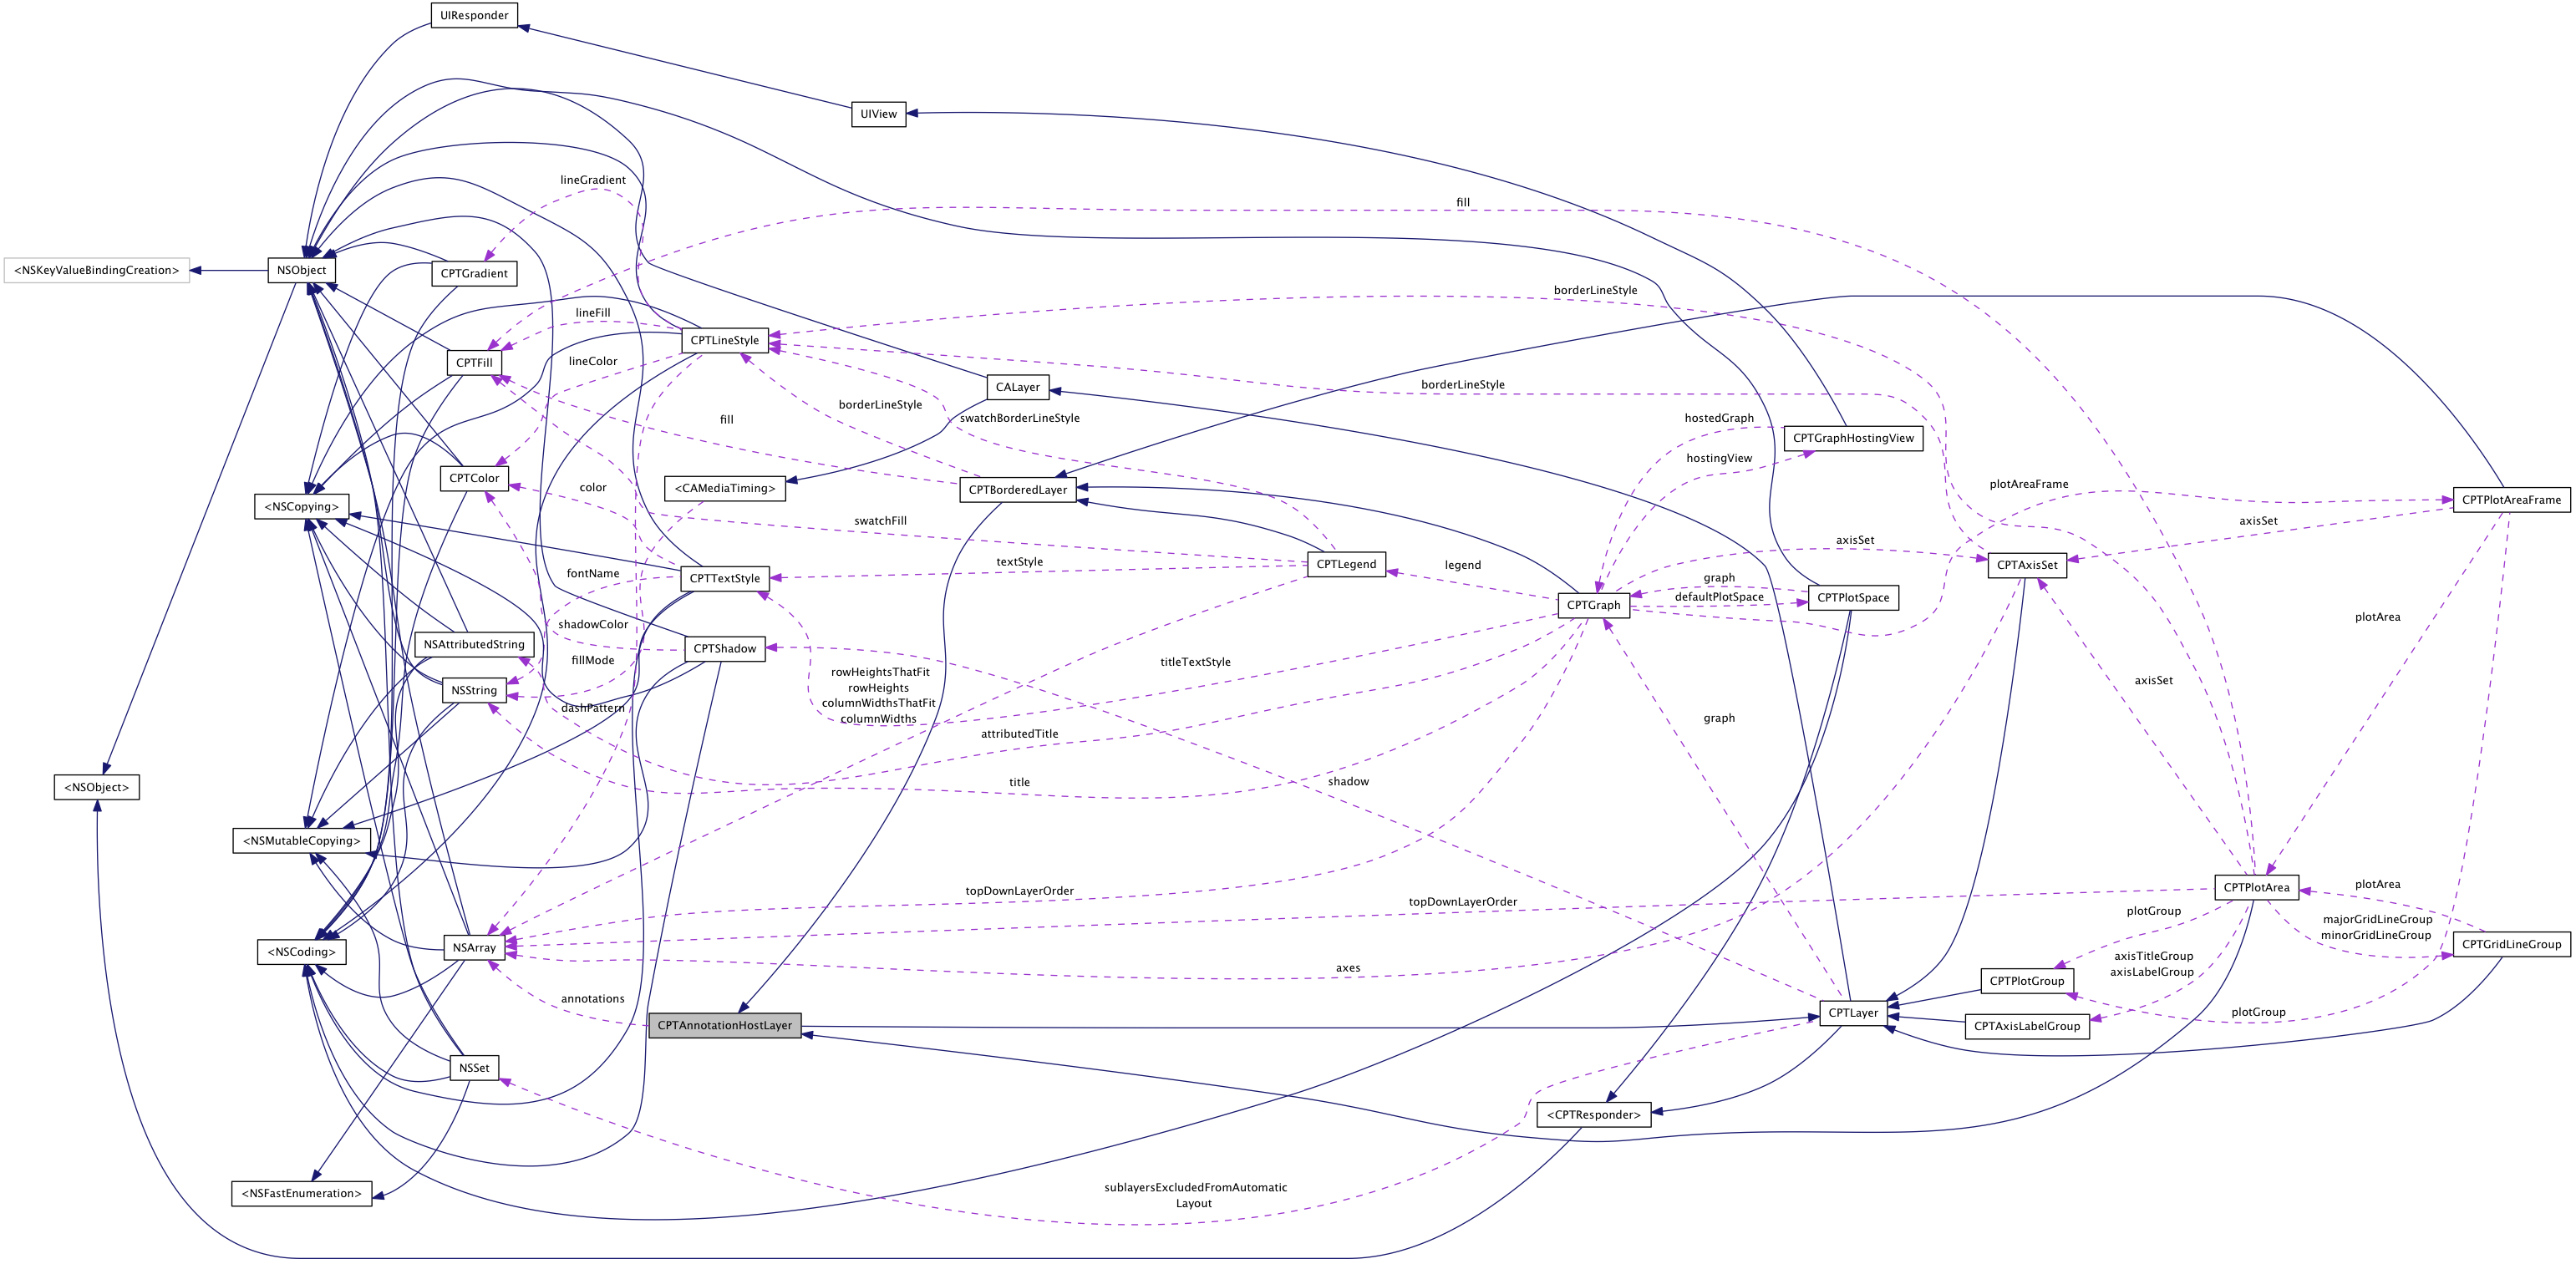 UIResponder
UIView
lineGradient
fill
<NSKeyValueBindingCreation>
NSObject
CPTGradient
borderLineStyle
lineFill
CPTLineStyle
CPTFill
lineColor
CALayer
borderLineStyle
borderLineStyle
swatchBorderLineStyle
fill
hostedGraph
CPTGraphHostingView
hostingView
CPTColor
color
<CAMediaTiming>
CPTBorderedLayer
plotAreaFrame
CPTPlotAreaFrame
<NSCopying>
swatchFill
axisSet
axisSet
textStyle
CPTLegend
legend
CPTAxisSet
fontName
CPTTextStyle
graph
defaultPlotSpace
CPTGraph
CPTPlotSpace
shadowColor
plotArea
NSAttributedString
CPTShadow
fillMode
titleTextStyle
rowHeightsThatFit
rowHeights
columnWidthsThatFit
columnWidths
axisSet
NSString
dashPattern
graph
attributedTitle
<NSObject>
title
shadow
<NSMutableCopying>
topDownLayerOrder
topDownLayerOrder
CPTPlotArea
plotArea
plotGroup
majorGridLineGroup
minorGridLineGroup
<NSCoding>
NSArray
CPTGridLineGroup
axes
axisTitleGroup
axisLabelGroup
CPTPlotGroup
annotations
CPTAnnotationHostLayer
CPTLayer
CPTAxisLabelGroup
plotGroup
NSSet
<CPTResponder>
<NSFastEnumeration>
sublayersExcludedFromAutomatic
Layout